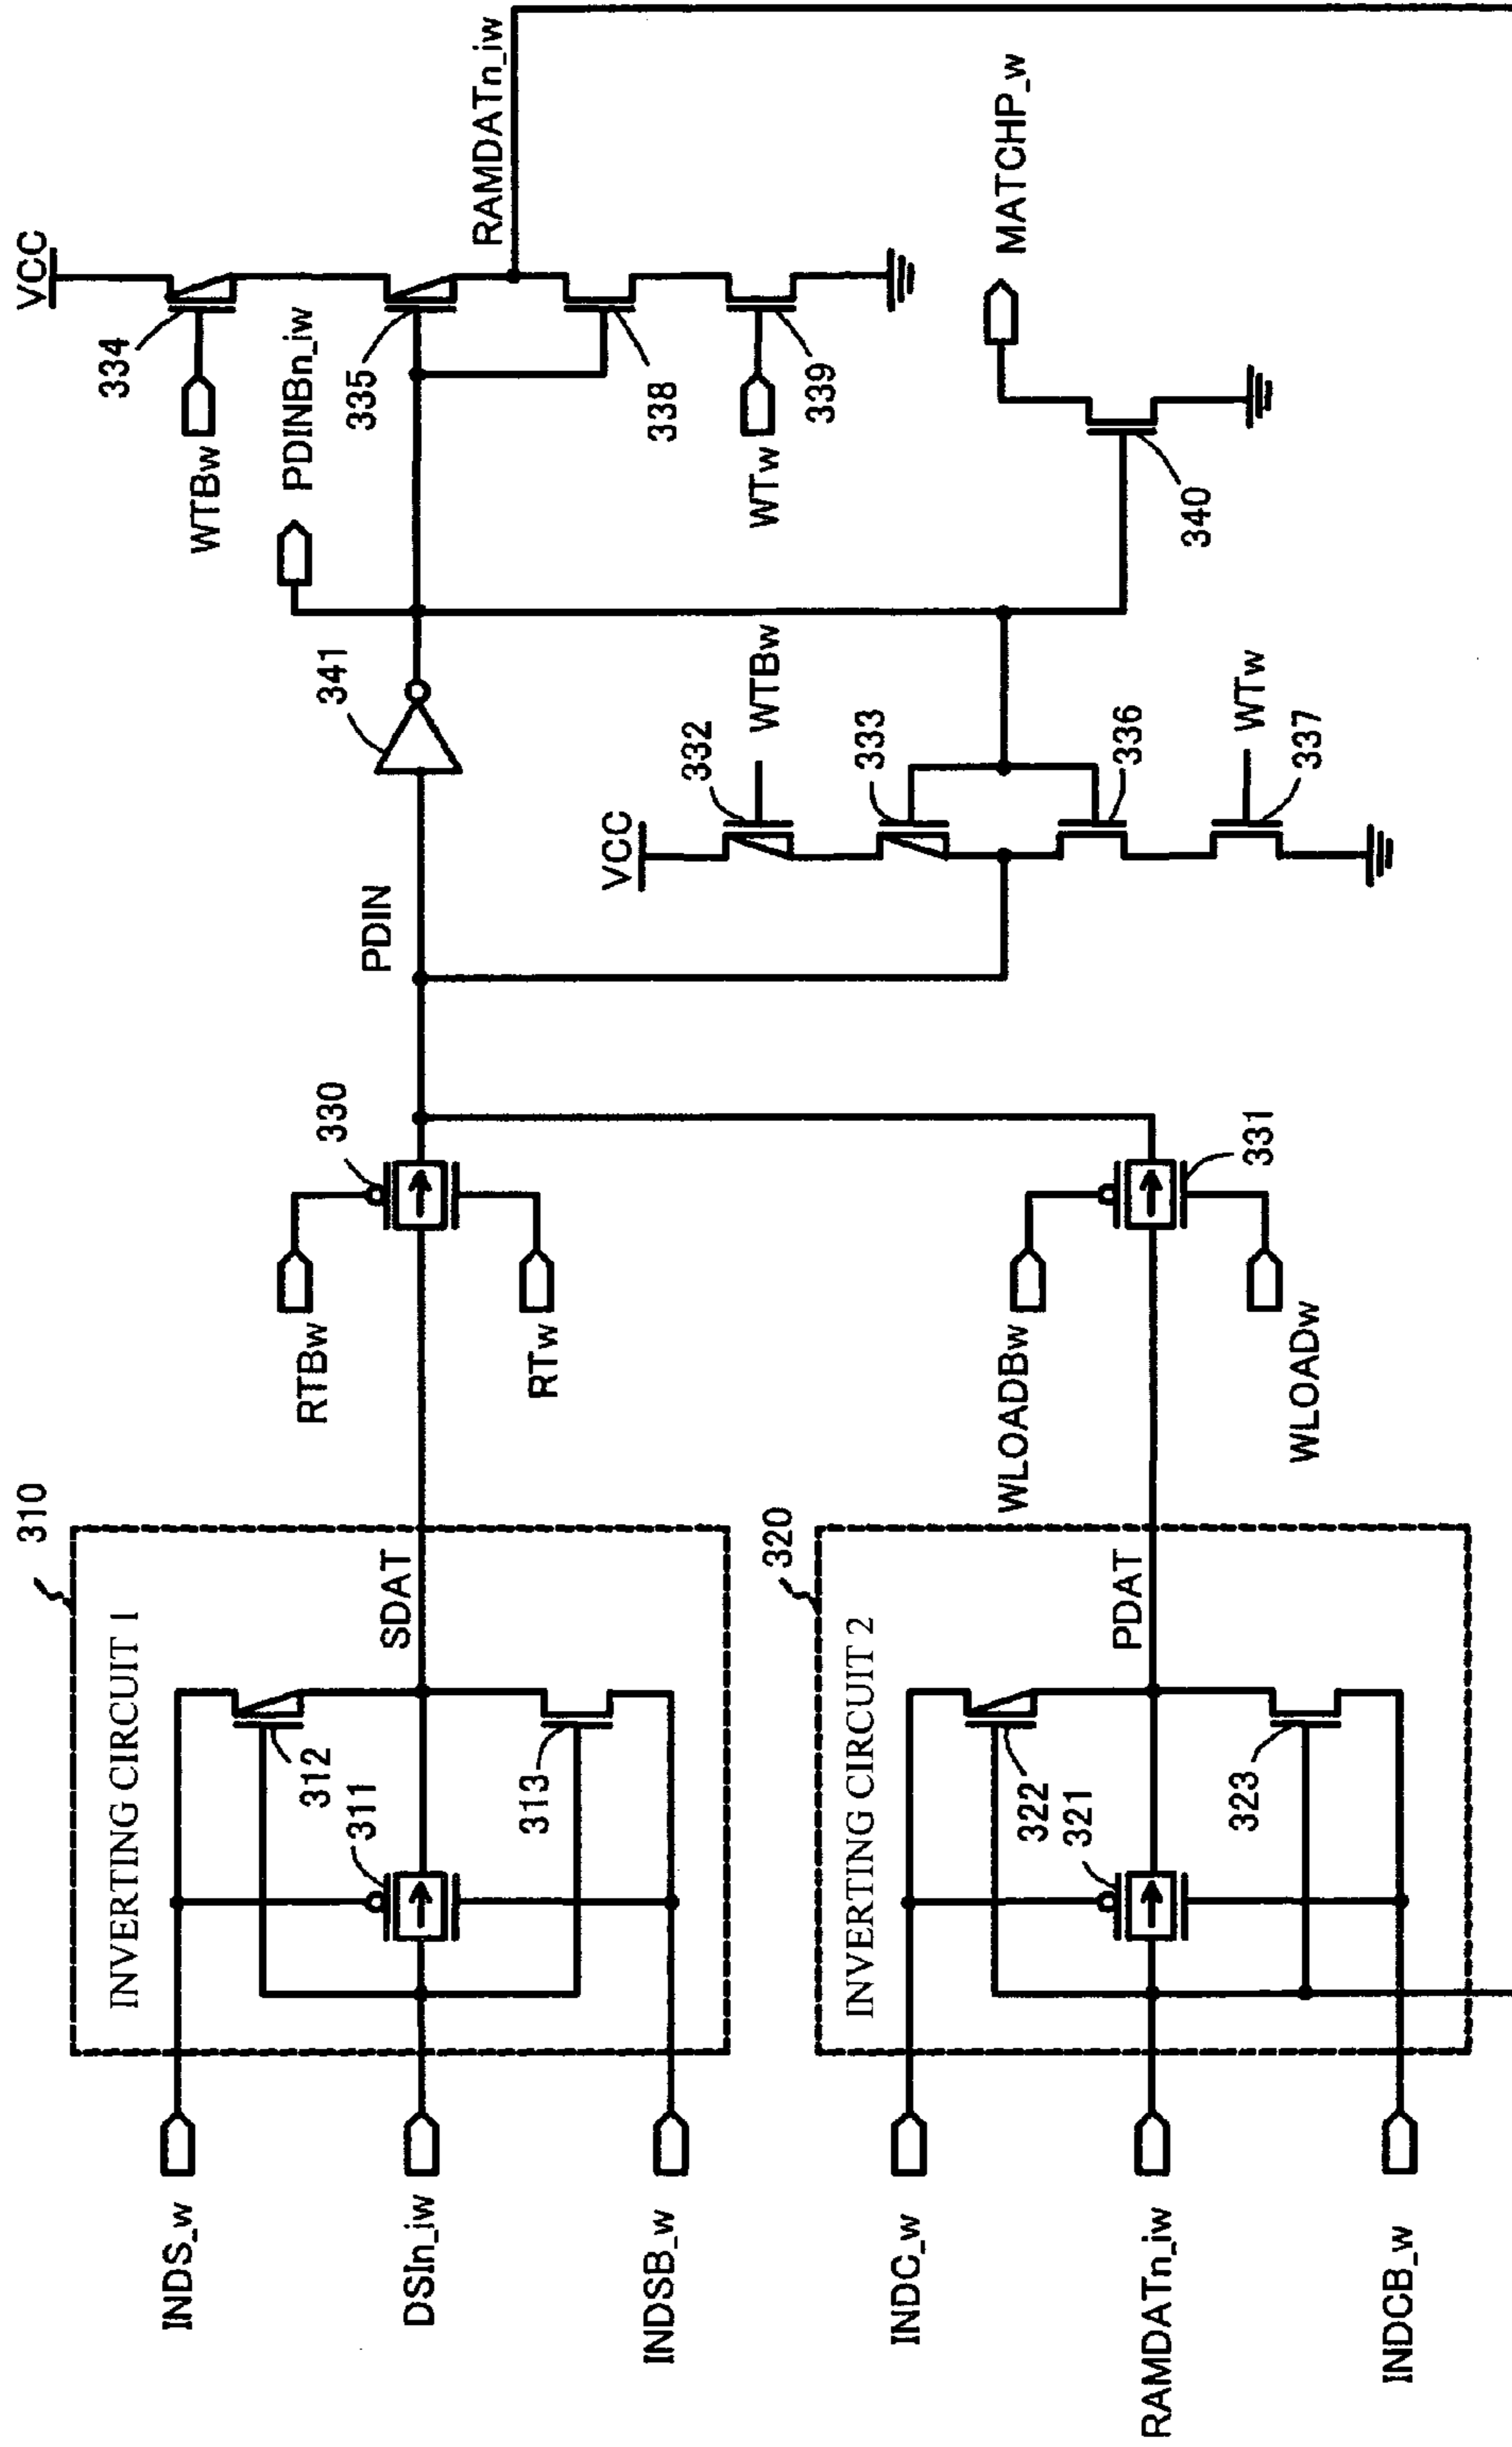 310
INVERTING CIRCUIT 1
INDS_w
DSIn_iw
INDSB_w
311
312
313
SDAT
RTBw
RTw
330
PDIN
341
VCC
334
WTBw
PDINBn_iw
335
338
339
WTw
RAMDATn_iw
320
INVERTING CIRCUIT 2
INDC_w
RAMDATn_iw
INDCB_w
322
321
323
PDAT
WLOADBw
WLOADw
331
VCC
332
WTBw
333
336
WTw
337
340
MATCHP_w